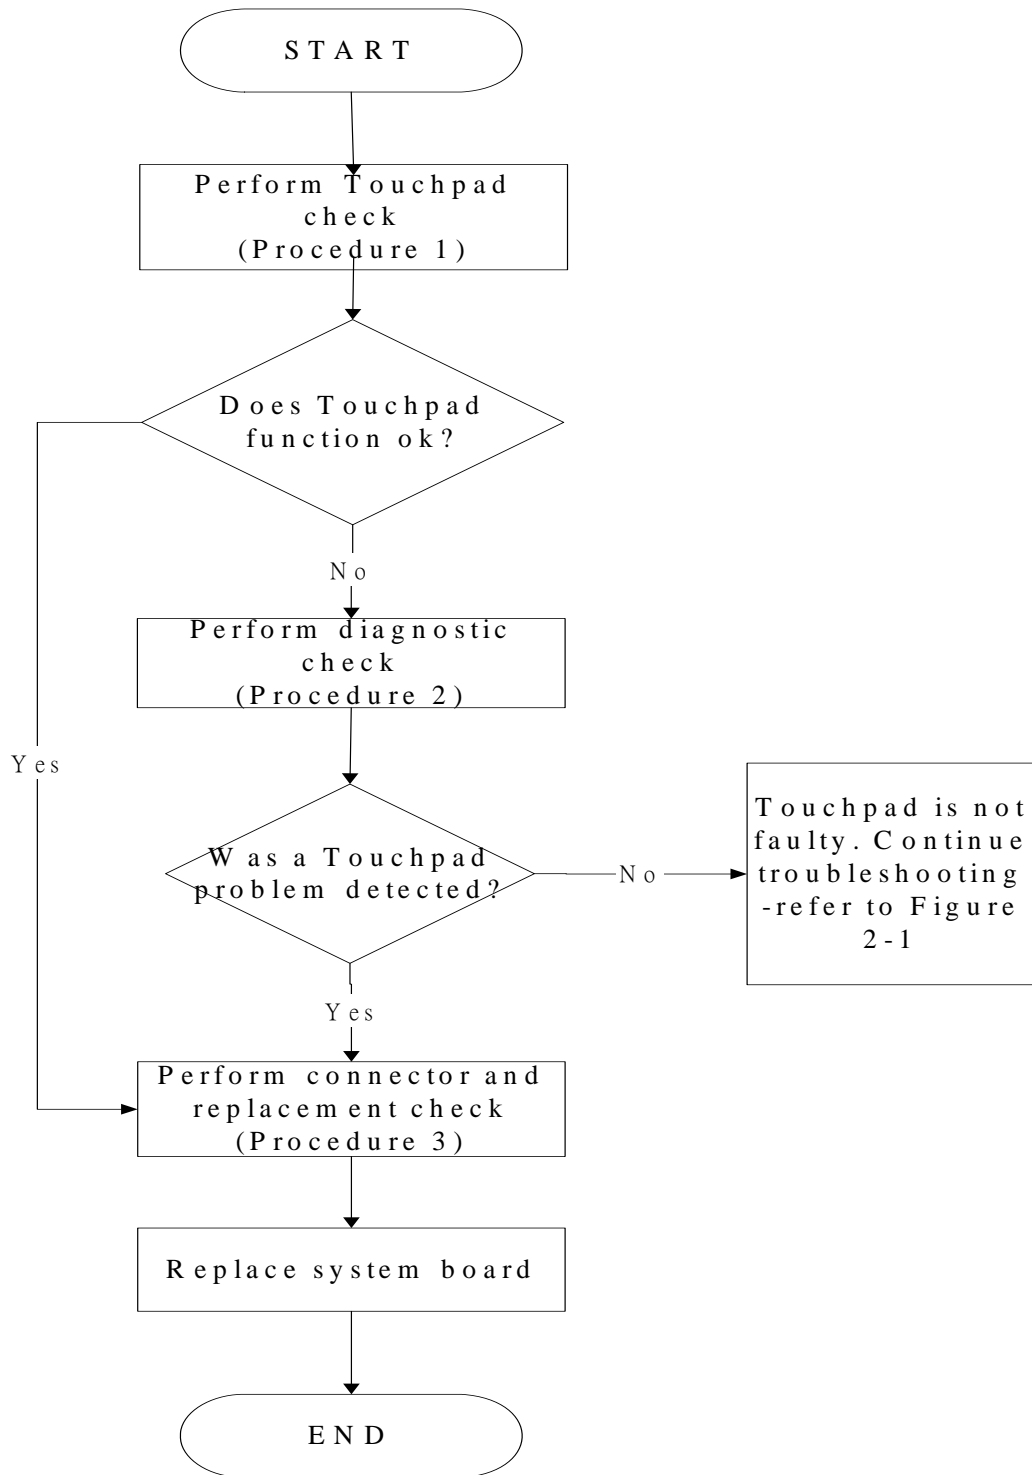 START
Perform Touchpad
check
(Procedure 1)
Does Touchpad
function ok?
No
Perform diagnostic
check
(Procedure 2)
Yes
Was a Touchpad
problem detected?
No
Touchpad is not
faulty. Continue
troubleshooting
-refer to Figure
2-1
Yes
Perform connector and
replacement check
(Procedure 3)
Replace system board
END